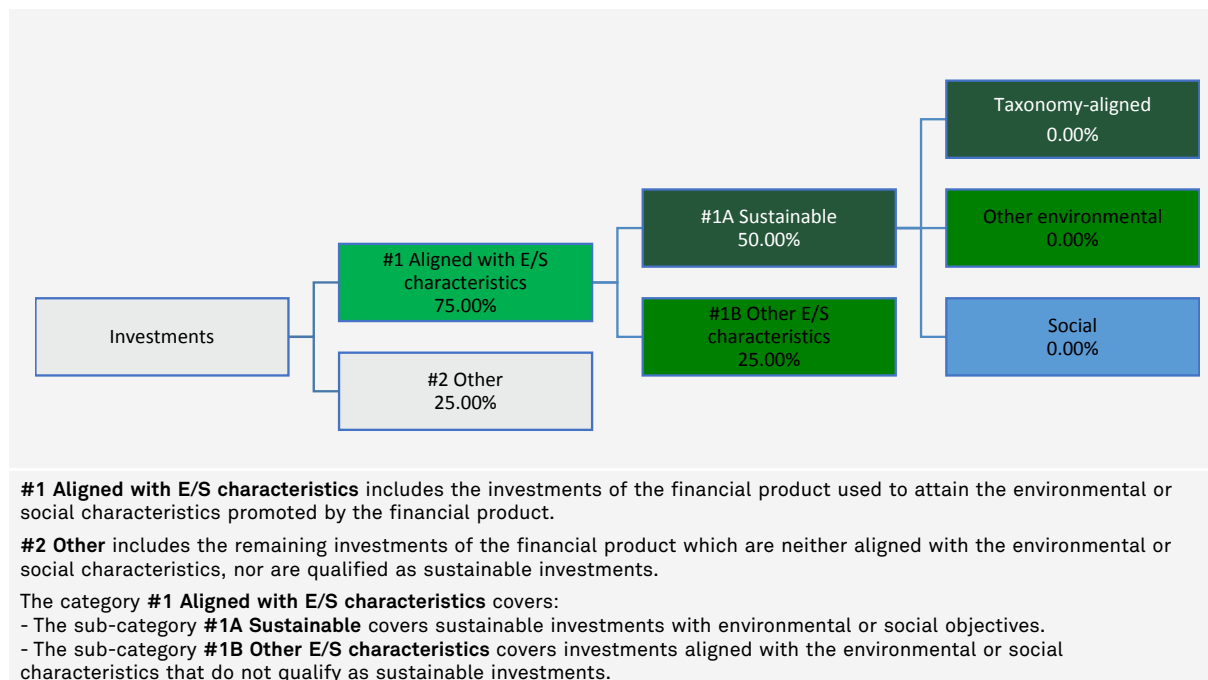 Taxonomy-aligned
0.00%
#1A Sustainable
50.00%
Other environmental
0.00%
#1 Aligned with E/S
characteristics
75.00%
#1B Other E/S
characteristics
25.00%
Investments
Social
0.00%
#2 Other
25.00%
#1 Aligned with E/S characteristics includes the investments of the financial product used to attain the environmental or
social characteristics promoted by the financial product.
#2 Other includes the remaining investments of the financial product which are neither aligned with the environmental or
social characteristics, nor are qualified as sustainable investments.
The category #1 Aligned with E/S characteristics covers:
- The sub-category #1A Sustainable covers sustainable investments with environmental or social objectives.
- The sub-category #1B Other E/S characteristics covers investments aligned with the environmental or social
characteristics that do not qualify as sustainable investments.